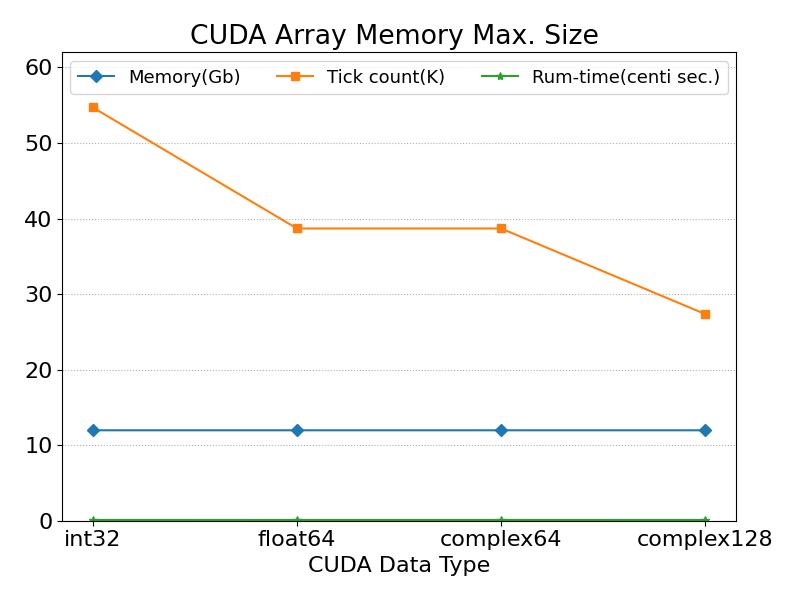 CUDA Array Memory Max. Size
Memory(Gb) Tick count(K) Rum-time(centi sec.)
60
50
40
30
20
10
0
int32 float64 complex64 complex128
CUDA Data Type